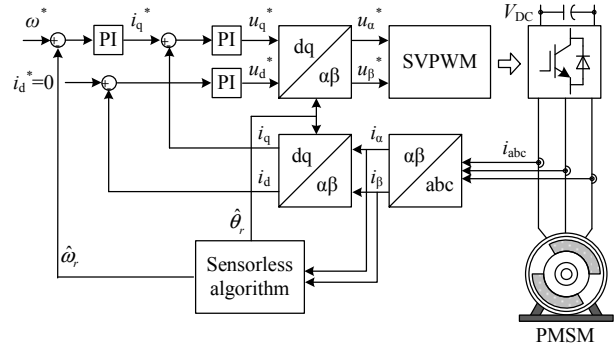 V_DC
ω* PI i_q* PI u_q* dq αβ u_α* SVPWM
i_d*=0 PI u_d* u_β*
i_q dq αβ i_α αβ abc i_abc
i_d i_β
θ̂_r
ω̂_r Sensorless
algorithm
PMSM